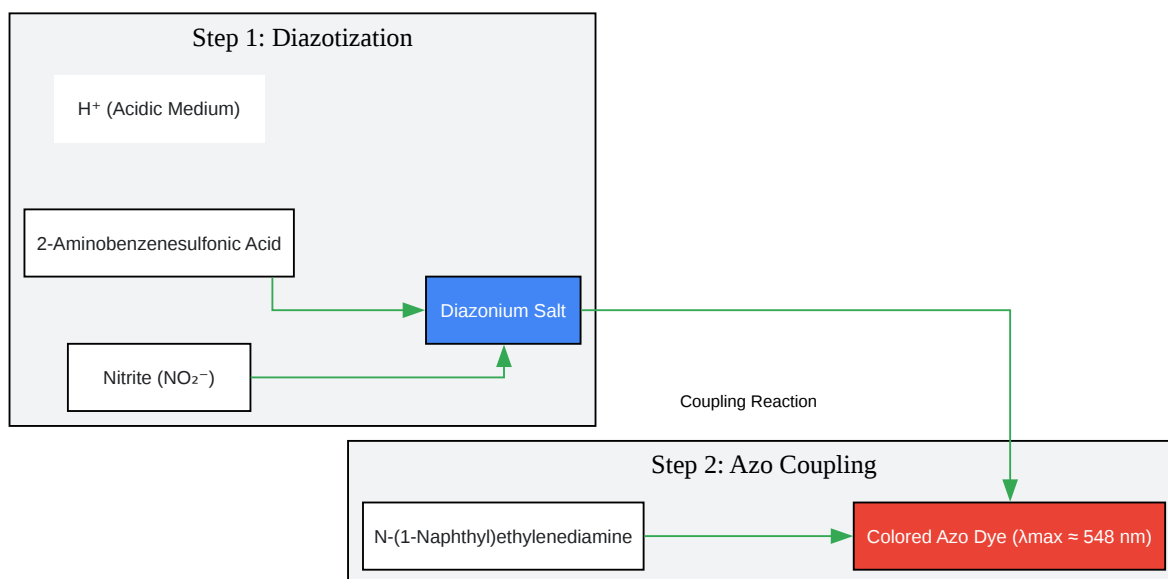 Step 1: Diazotization
H⁺ (Acidic Medium)
2-Aminobenzenesulfonic Acid
Diazonium Salt
Nitrite (NO₂⁻)
Coupling Reaction
Step 2: Azo Coupling
N-(1-Naphthyl)ethylenediamine
Colored Azo Dye (λmax ≈ 548 nm)